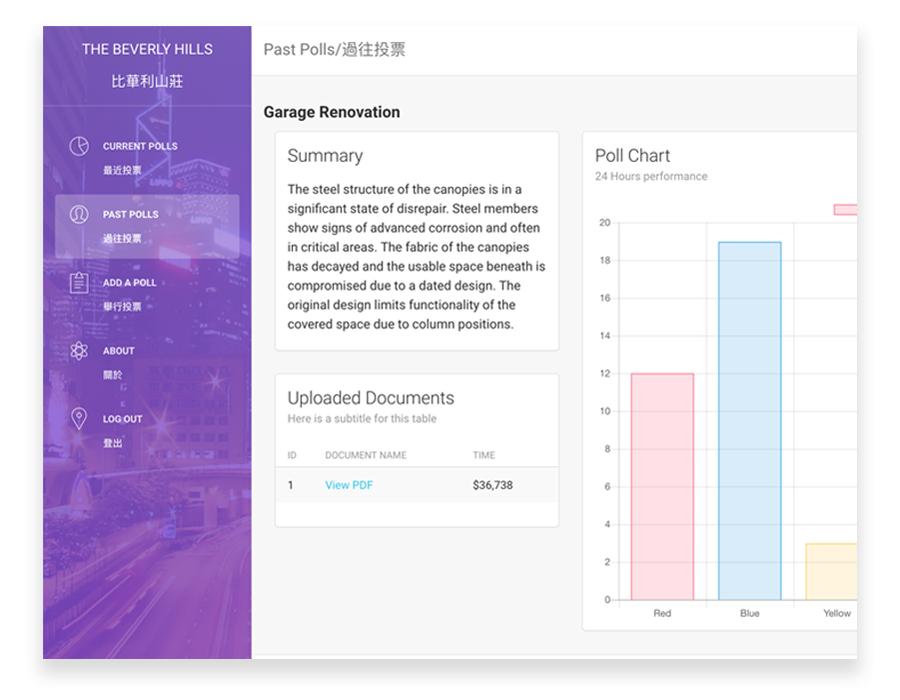 THE BEVERLY HILLS
比華利山莊
CURRENT POLLS
最近投票
PAST POLLS
過往投票
ADD A POLL
舉行投票
ABOUT
關於
LOG OUT
登出
Past Polls/過往投票
Garage Renovation
Summary
The steel structure of the canopies is in a
significant state of disrepair. Steel members
show signs of advanced corrosion and often
in critical areas. The fabric of the canopies
has decayed and the usable space beneath is
compromised due to a dated design. The
original design limits functionality of the
covered space due to column positions.
Uploaded Documents
Here is a subtitle for this table
ID DOCUMENT NAME TIME
1 View PDF $36,738
Poll Chart
24 Hours performance
20
18
16
14
12
10
8
6
4
2
0
Red Blue Yellow